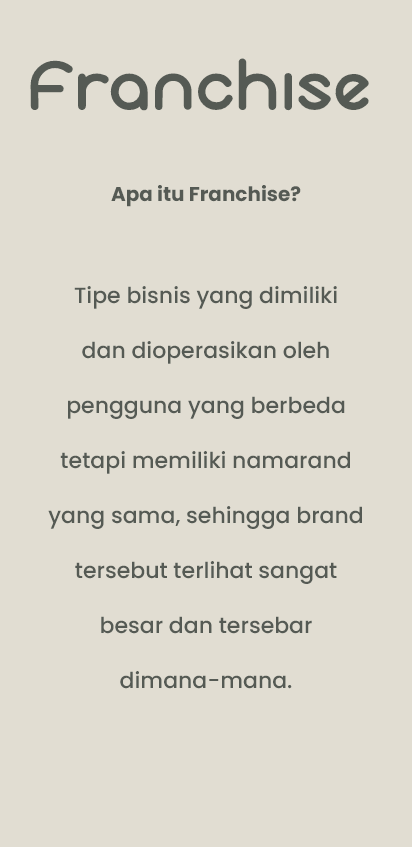 Franchise
Apa itu Franchise?
Tipe bisnis yang dimiliki
dan dioperasikan oleh
pengguna yang berbeda
tetapi memiliki namarand
yang sama, sehingga brand
tersebut terlihat sangat
besar dan tersebar
dimana-mana.